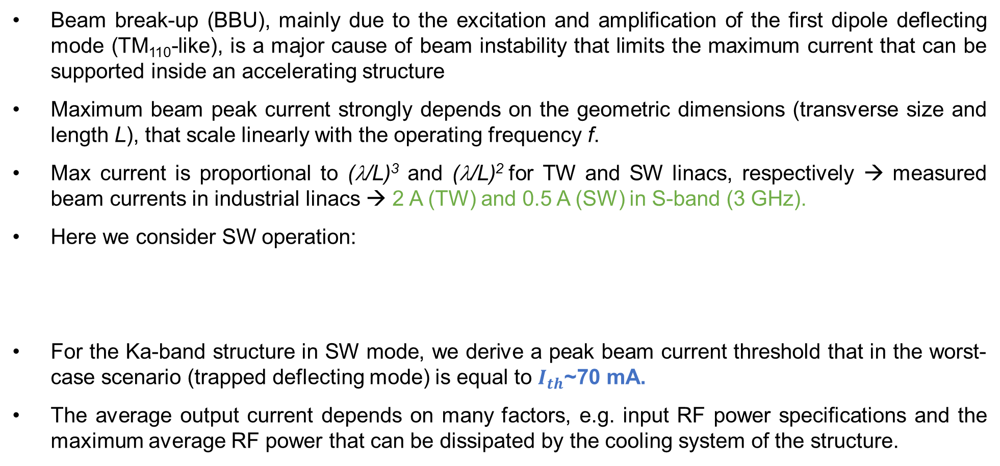 • Beam break-up (BBU), mainly due to the excitation and amplification of the first dipole deflecting
mode (TM₁₁₀-like), is a major cause of beam instability that limits the maximum current that can be
supported inside an accelerating structure
• Maximum beam peak current strongly depends on the geometric dimensions (transverse size and
length L), that scale linearly with the operating frequency f.
• Max current is proportional to (λ/L)³ and (λ/L)² for TW and SW linacs, respectively → measured
beam currents in industrial linacs → 2 A (TW) and 0.5 A (SW) in S-band (3 GHz).
• Here we consider SW operation:
• For the Ka-band structure in SW mode, we derive a peak beam current threshold that in the worst-
case scenario (trapped deflecting mode) is equal to I_th~70 mA.
• The average output current depends on many factors, e.g. input RF power specifications and the
maximum average RF power that can be dissipated by the cooling system of the structure.